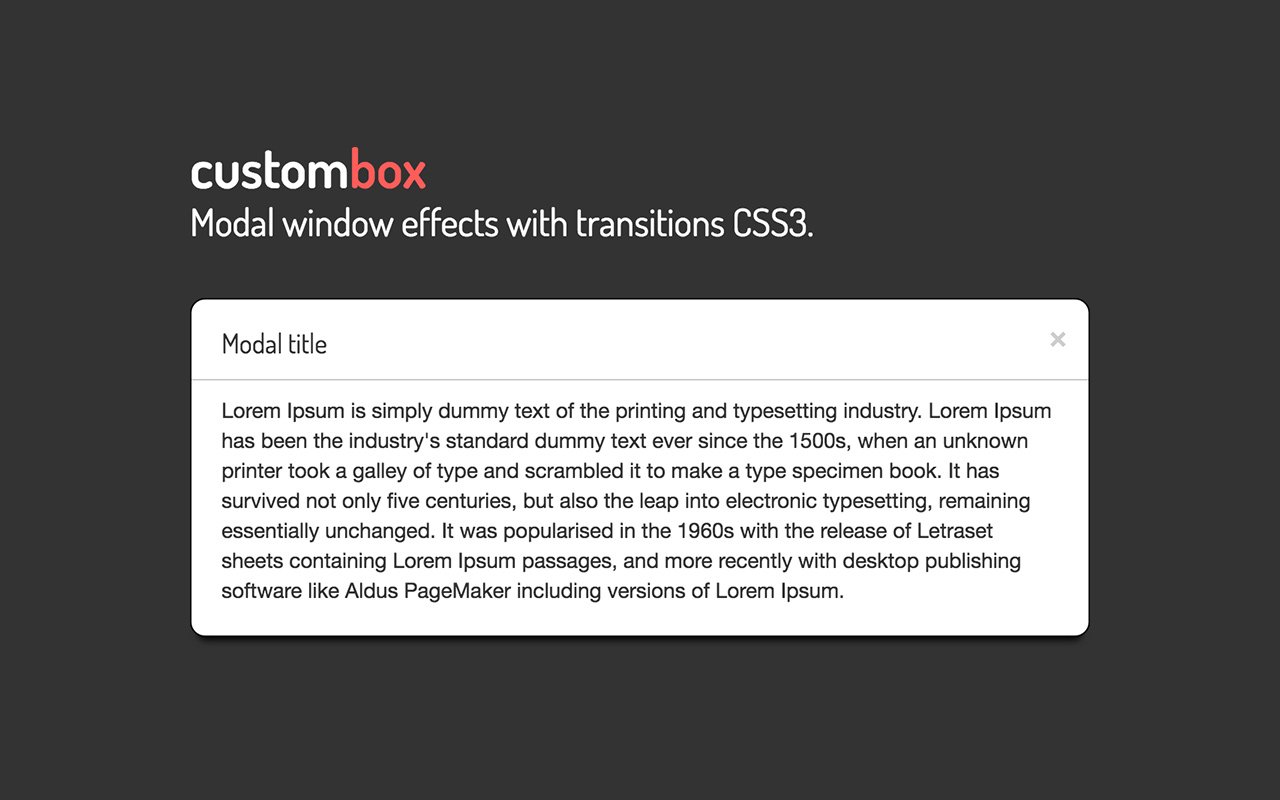 custombox
Modal window effects with transitions CSS3.
Modal title
×
Lorem Ipsum is simply dummy text of the printing and typesetting industry. Lorem Ipsum
has been the industry's standard dummy text ever since the 1500s, when an unknown
printer took a galley of type and scrambled it to make a type specimen book. It has
survived not only five centuries, but also the leap into electronic typesetting, remaining
essentially unchanged. It was popularised in the 1960s with the release of Letraset
sheets containing Lorem Ipsum passages, and more recently with desktop publishing
software like Aldus PageMaker including versions of Lorem Ipsum.